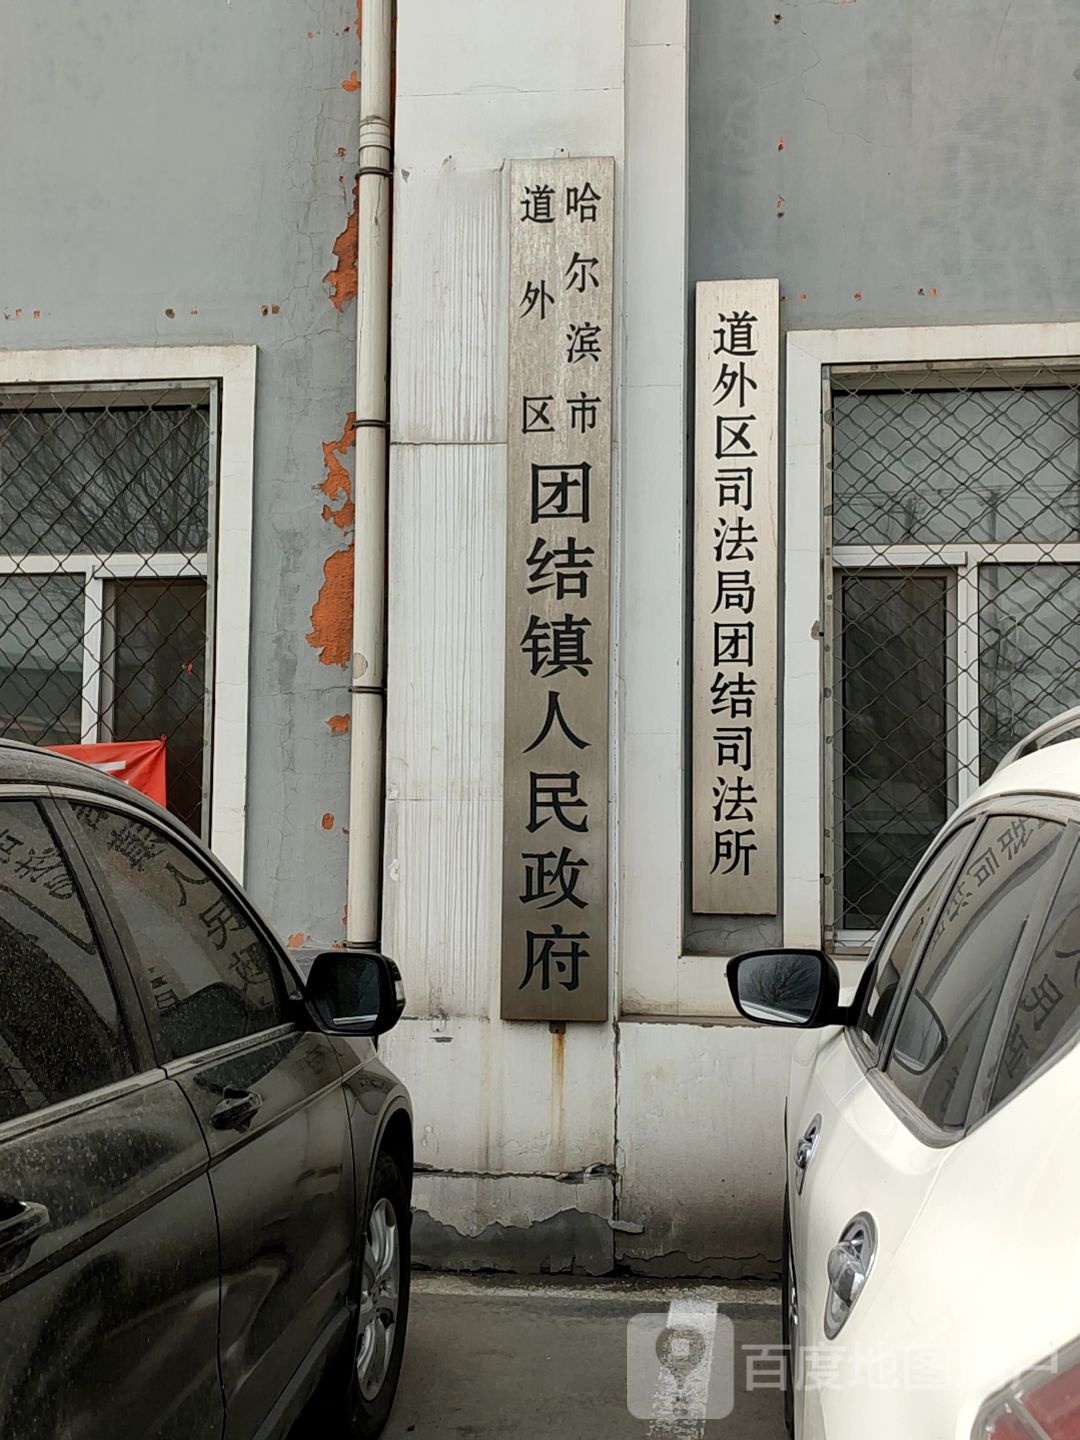 哈尔滨市
道外区
团结镇人民政府
道外区司法局团结司法所
百度地图